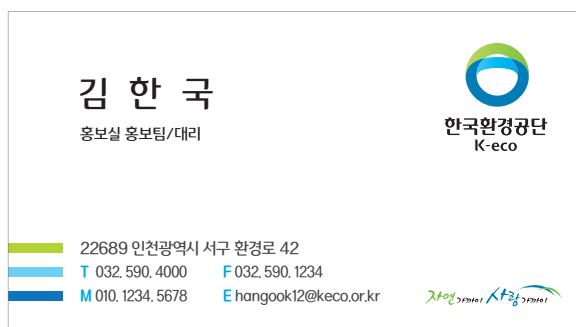 김 한 국
홍보실 홍보팀/대리
한국환경공단
K-eco
22689 인천광역시 서구 환경로 42
T 032. 590. 4000 F 032. 590. 1234
M 010. 1234. 5678 E hangook12@keco.or.kr
자연가까이 사람가까이